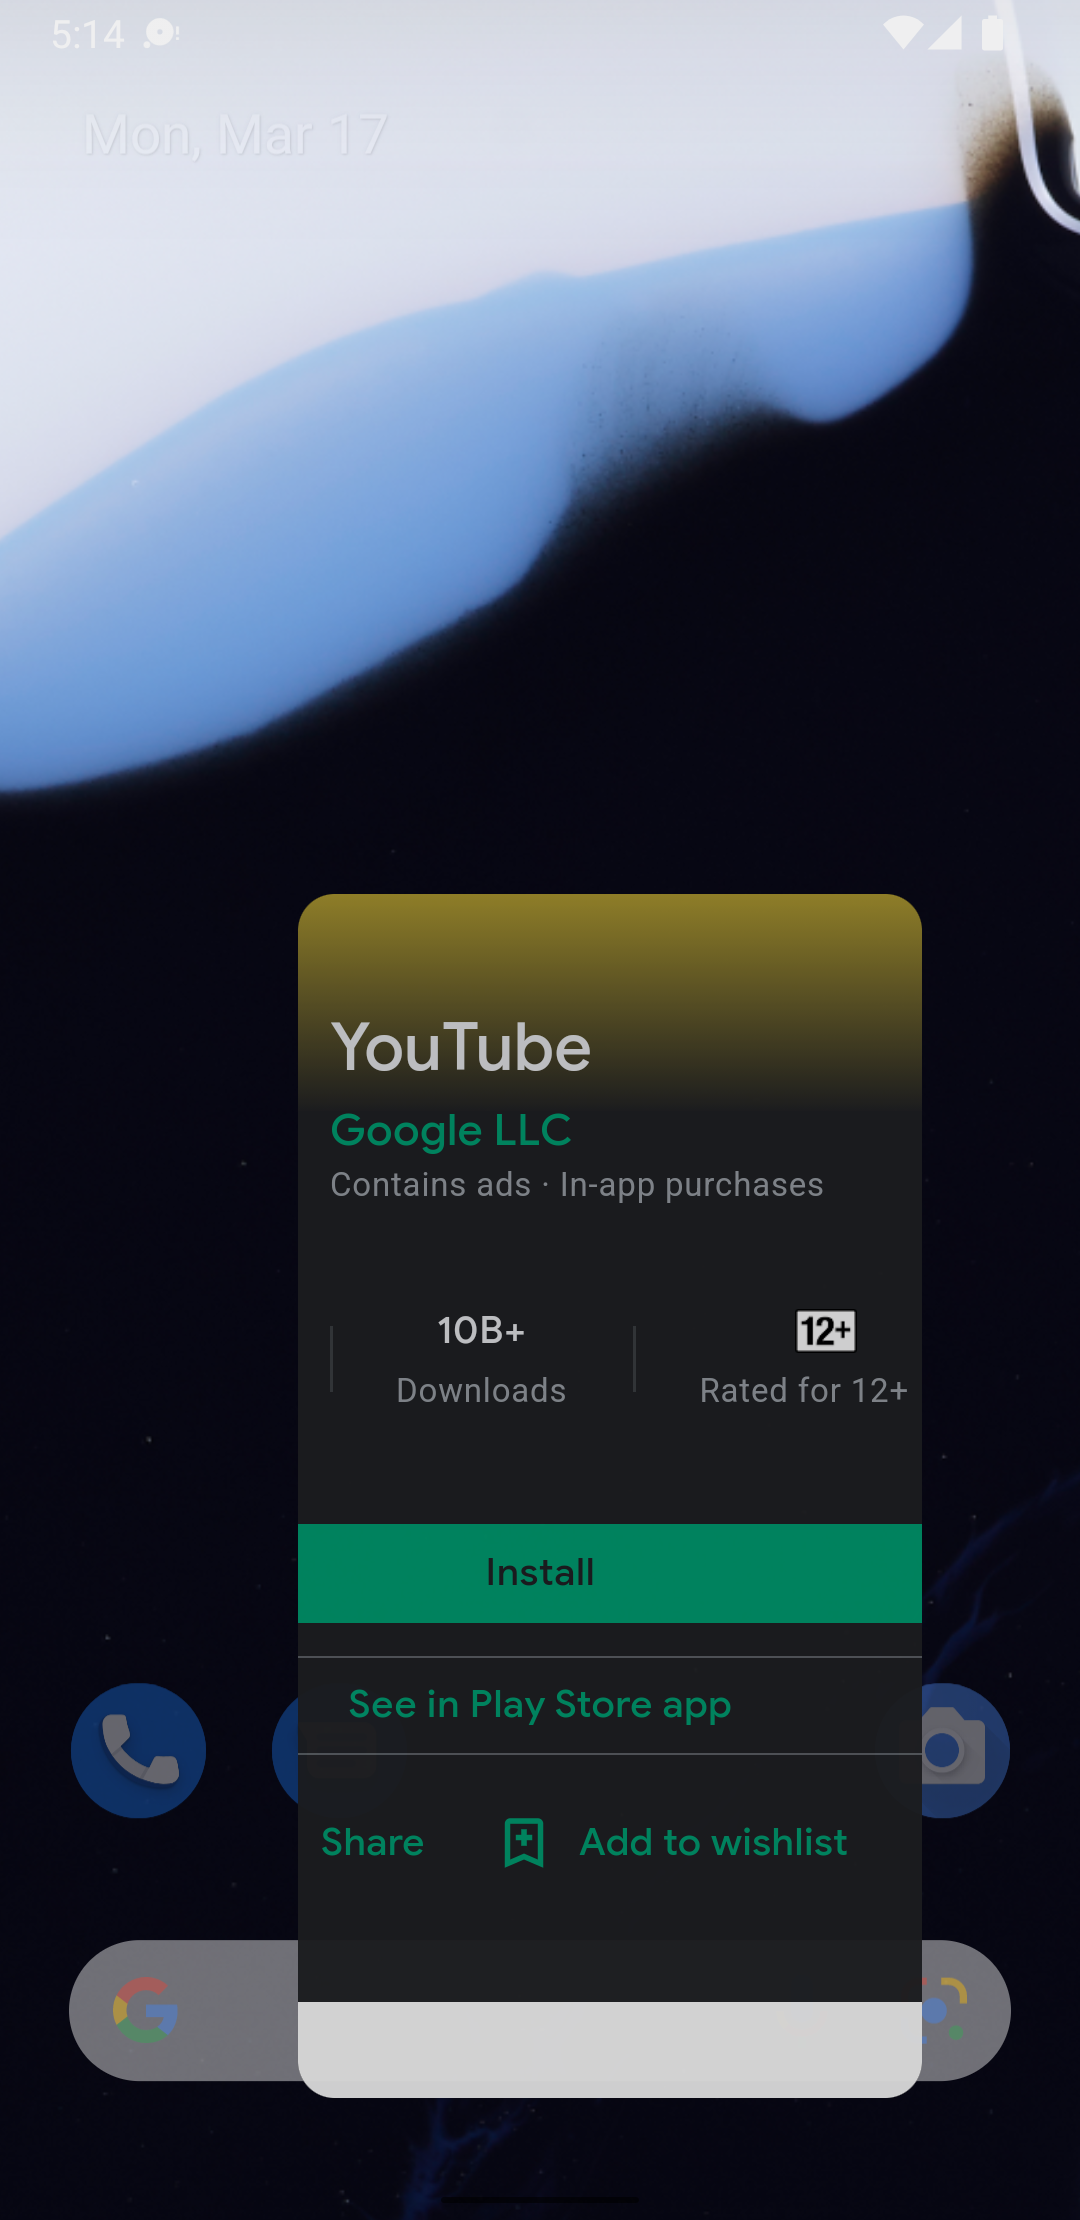 5:14
Mon, Mar 17
YouTube
Google LLC
Contains ads · In-app purchases
10B+
12+
Downloads
Rated for 12+
Install
See in Play Store app
Share
Add to wishlist